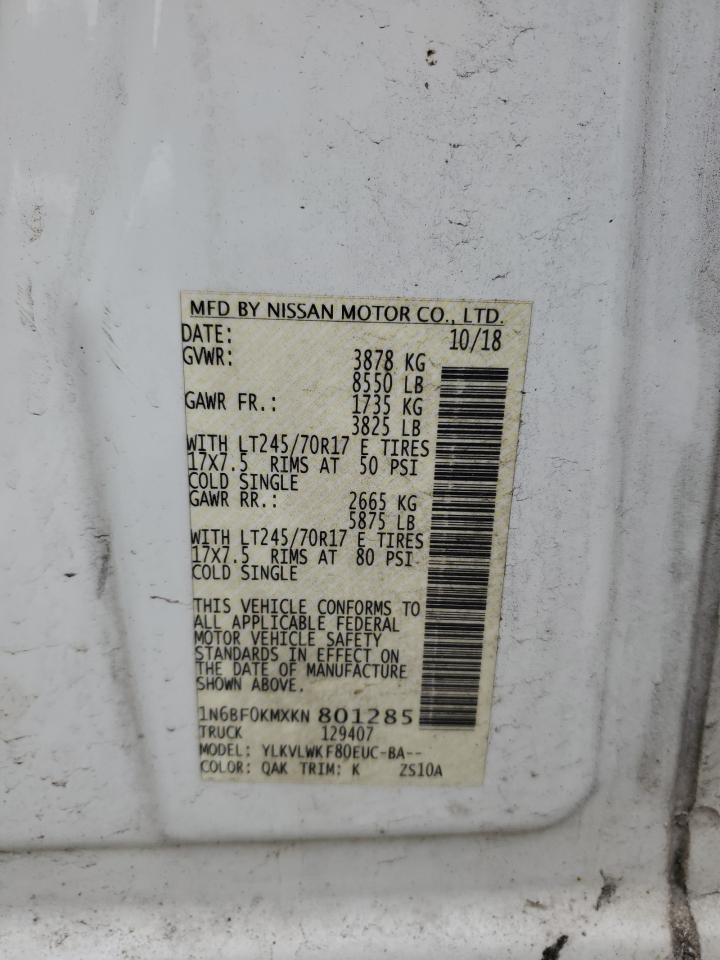 MFD BY NISSAN MOTOR CO., LTD.
DATE: 10/18
GVWR: 3878 KG
8550 LB
GAWR FR.: 1735 KG
3825 LB
WITH LT245/70R17 E TIRES
17X7.5 RIMS AT 50 PSI
COLD SINGLE
GAWR RR.: 2665 KG
5875 LB
WITH LT245/70R17 E TIRES
17X7.5 RIMS AT 80 PSI
COLD SINGLE
THIS VEHICLE CONFORMS TO
ALL APPLICABLE FEDERAL
MOTOR VEHICLE SAFETY
STANDARDS IN EFFECT ON
THE DATE OF MANUFACTURE
SHOWN ABOVE.
1N6BF0KMXKN 801285
TRUCK 129407
MODEL: YLKVLWKF80EUC-BA--
COLOR: QAK TRIM: K ZS10A